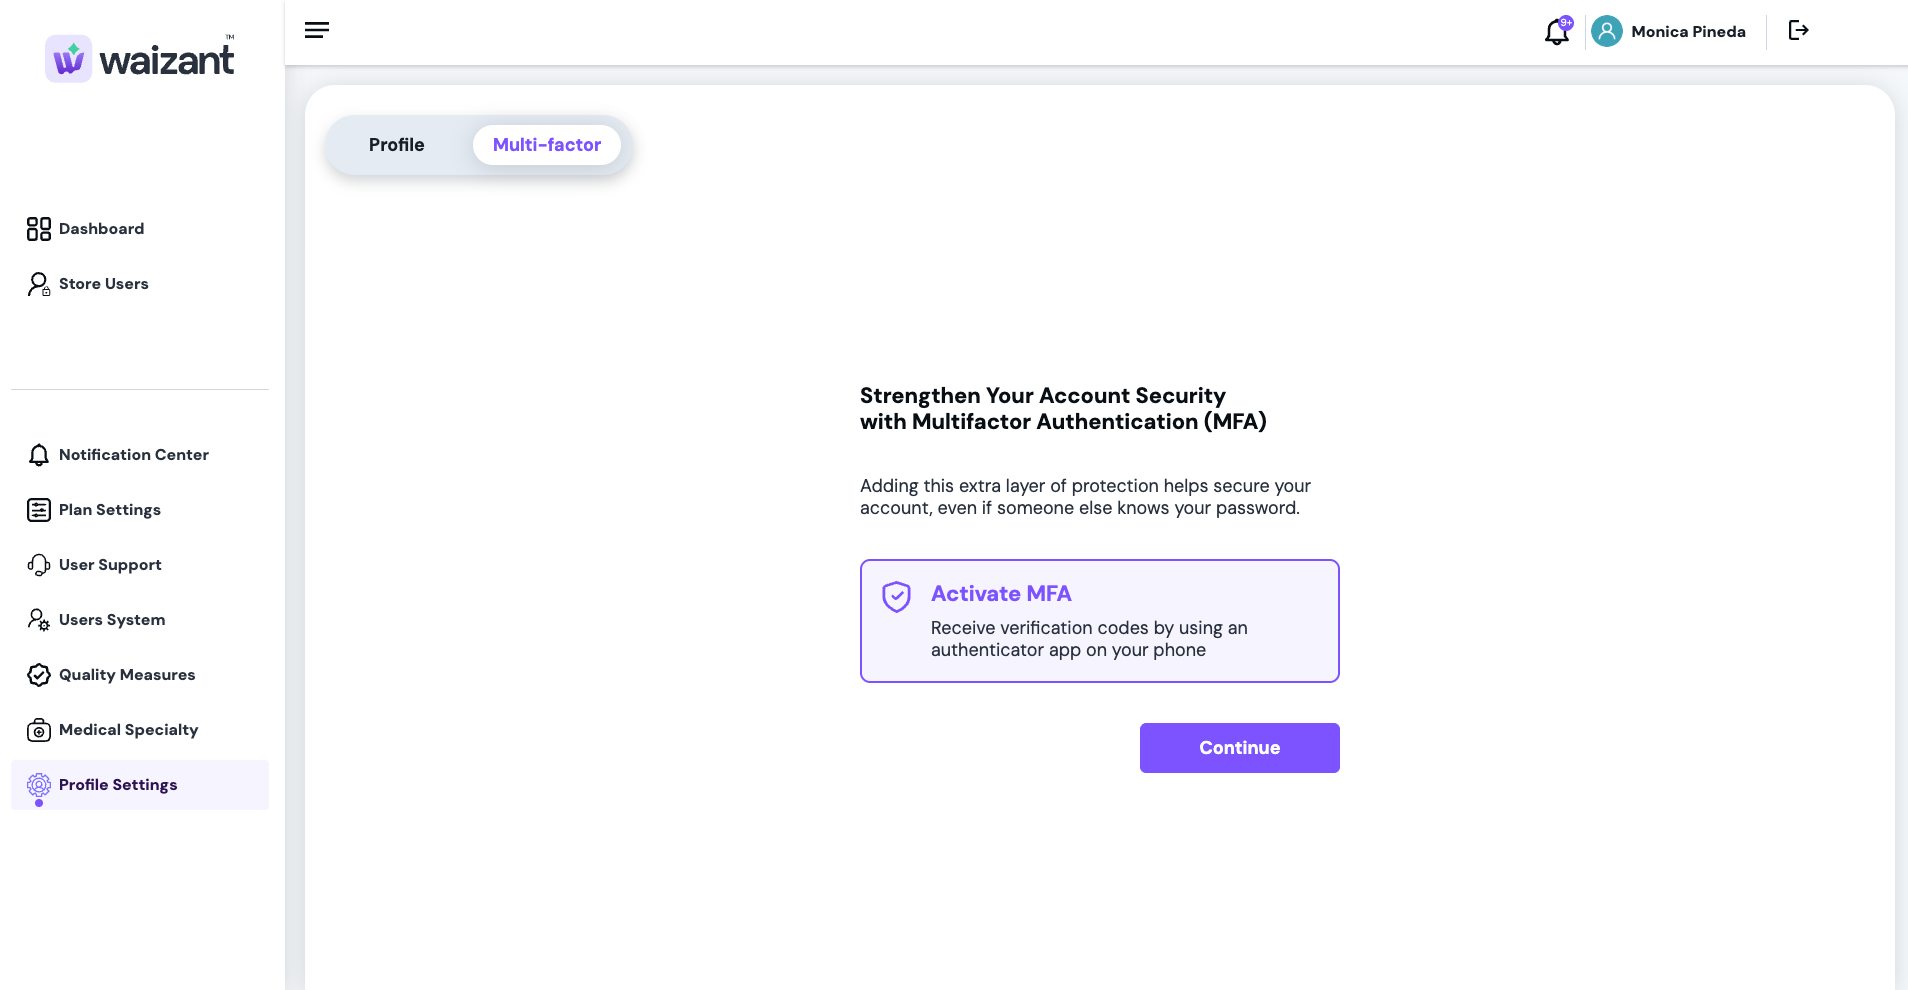 waizant™
9+
Monica Pineda
Profile
Multi-factor
Dashboard
Store Users
Notification Center
Plan Settings
User Support
Users System
Quality Measures
Medical Specialty
Profile Settings
Strengthen Your Account Security
with Multifactor Authentication (MFA)
Adding this extra layer of protection helps secure your
account, even if someone else knows your password.
Activate MFA
Receive verification codes by using an
authenticator app on your phone
Continue